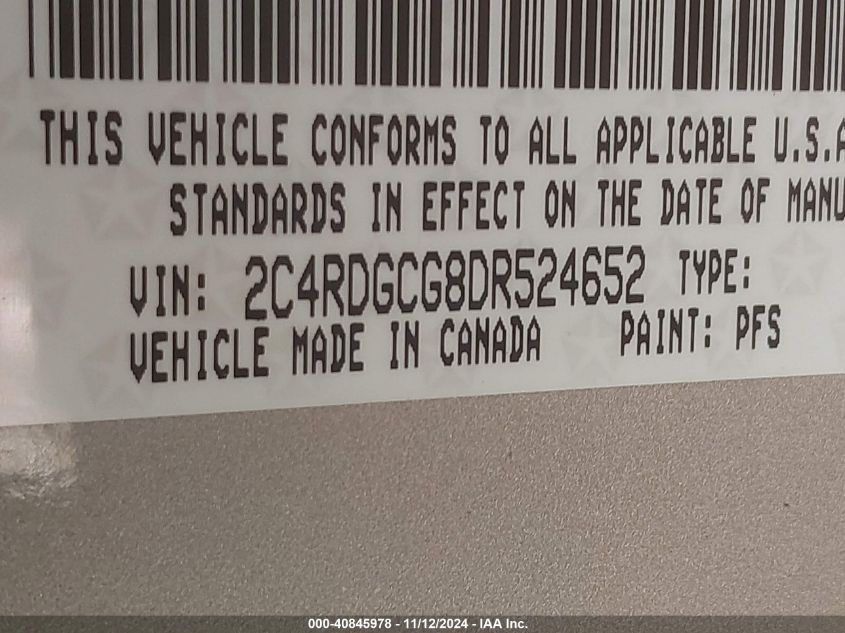 THIS VEHICLE CONFORMS TO ALL APPLICABLE U.S.A
STANDARDS IN EFFECT ON THE DATE OF MANU
VIN: 2C4RDGCG8DR524652 TYPE:
VEHICLE MADE IN CANADA PAINT: PFS
000-40845978 - 11/12/2024 - IAA Inc.